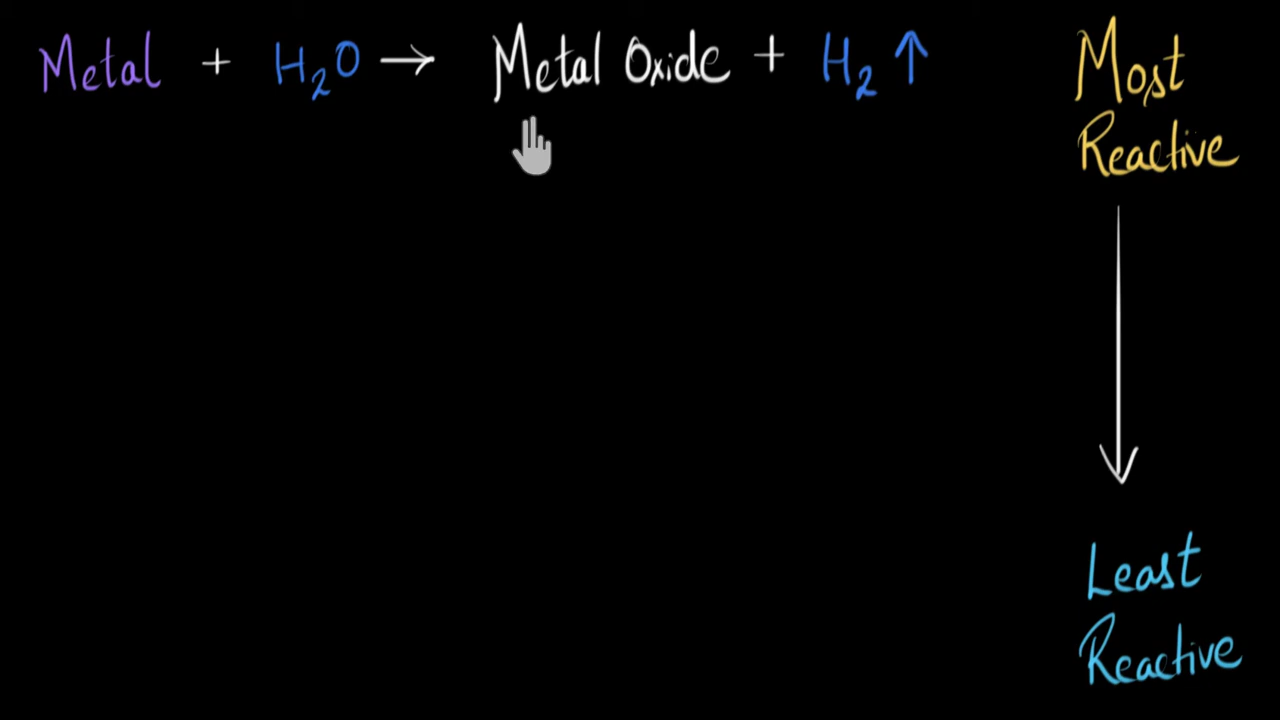 Metal + H₂O → Metal Oxide + H₂ ↑
Most
Reactive
Least
Reactive